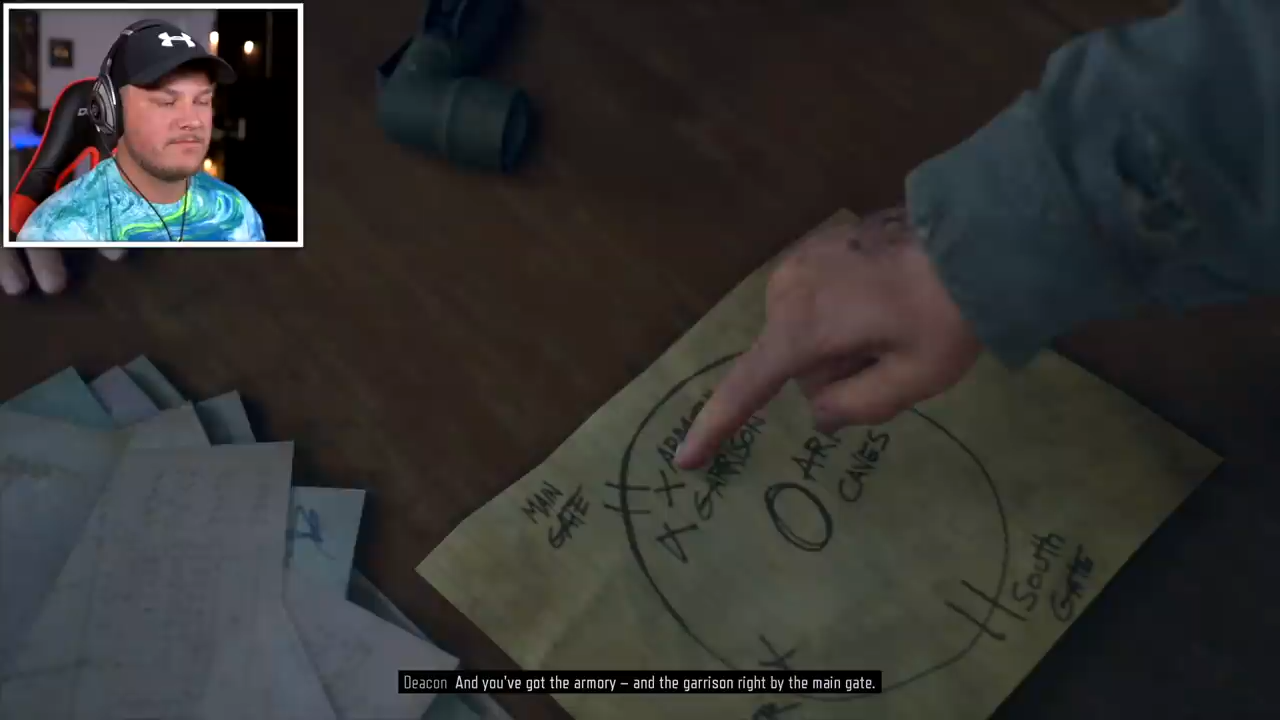 MAIN
GATE
GARRISON
CAVES
South
GATE
Deacon And you've got the armory – and the garrison right by the main gate.